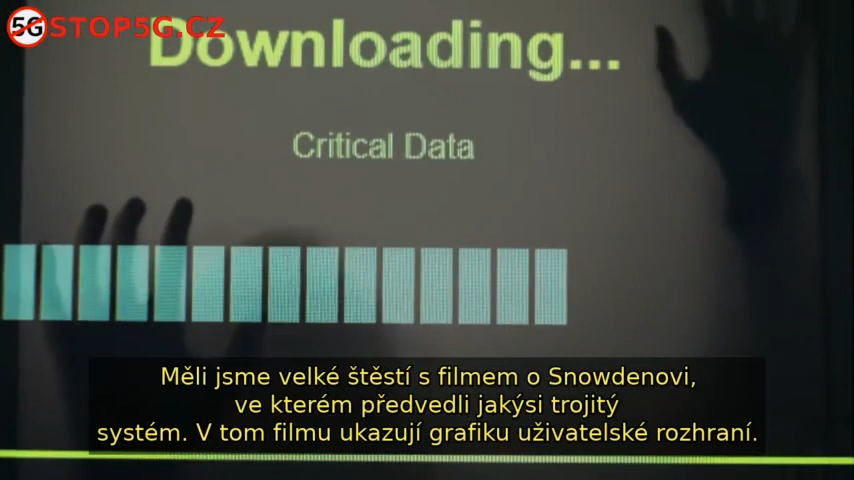 5G STOP5G.CZ
Downloading...
Critical Data
Měli jsme velké štěstí s filmem o Snowdenovi,
ve kterém předvedli jakýsi trojitý
systém. V tom filmu ukazují grafiku uživatelské rozhraní.